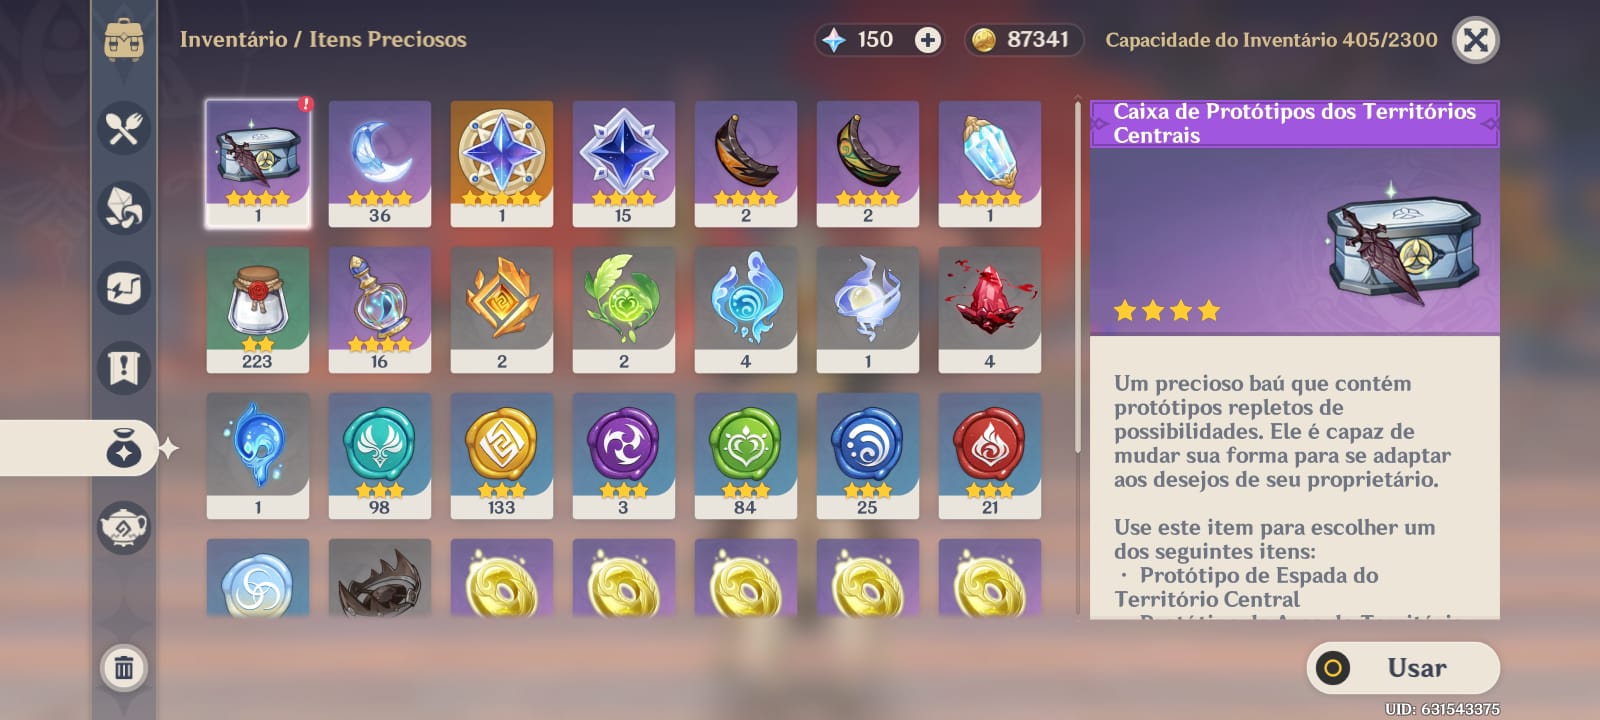 Inventário / Itens Preciosos
150
87341
Capacidade do Inventário 405/2300
1
36
1
15
2
2
1
223
16
2
2
4
1
4
1
98
133
3
84
25
21
Caixa de Protótipos dos Territórios
Centrais
Um precioso baú que contém
protótipos repletos de
possibilidades. Ele é capaz de
mudar sua forma para se adaptar
aos desejos de seu proprietário.
Use este item para escolher um
dos seguintes itens:
· Protótipo de Espada do
Território Central
Usar
UID: 631543375